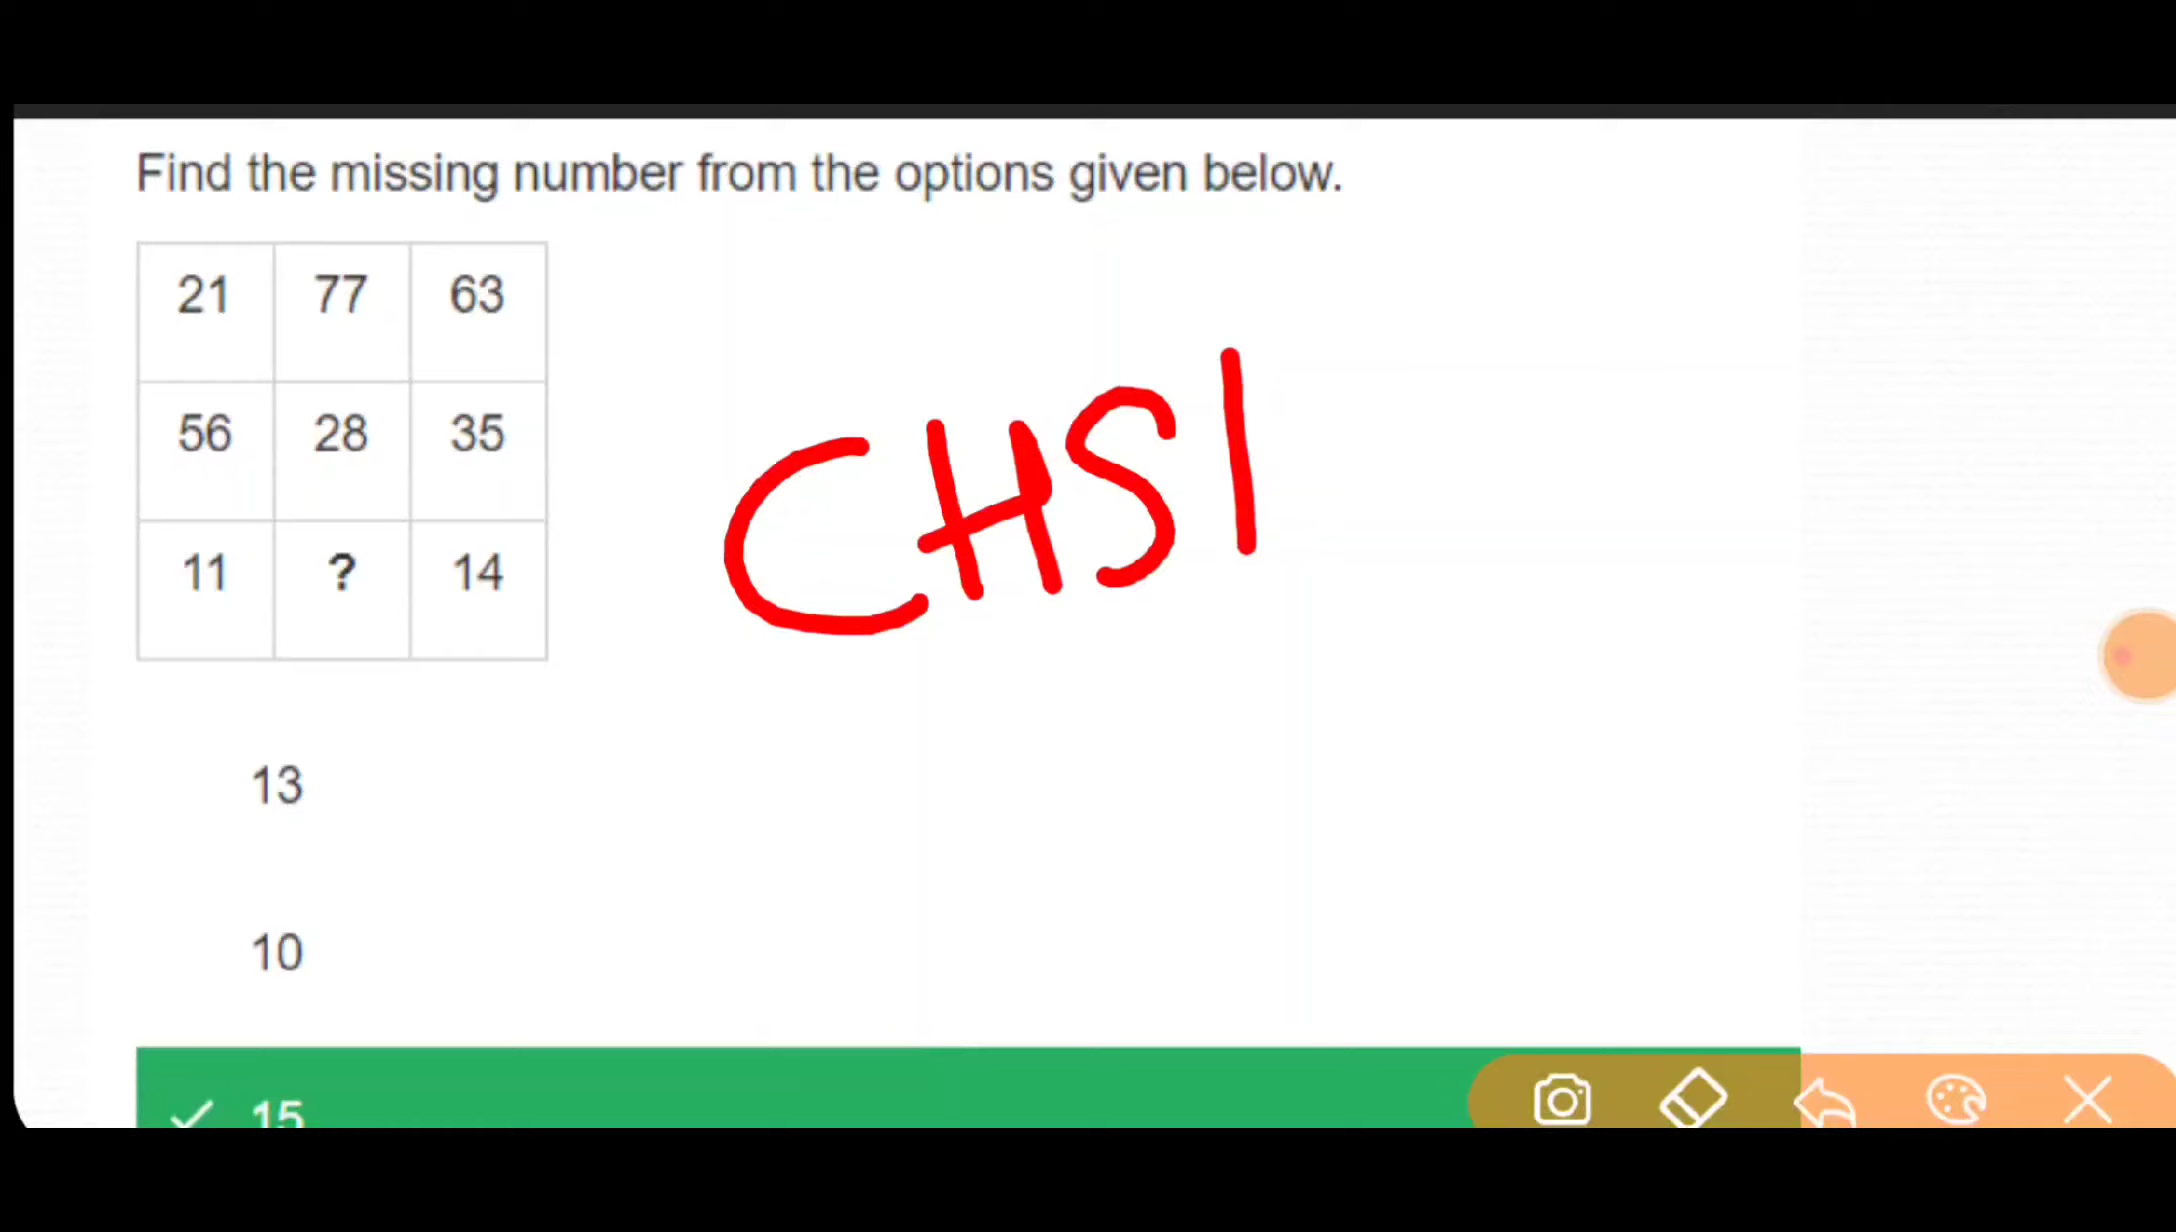 Find the missing number from the options given below.
21 77 63
56 28 35
11 ? 14
CHSl
13
10
15